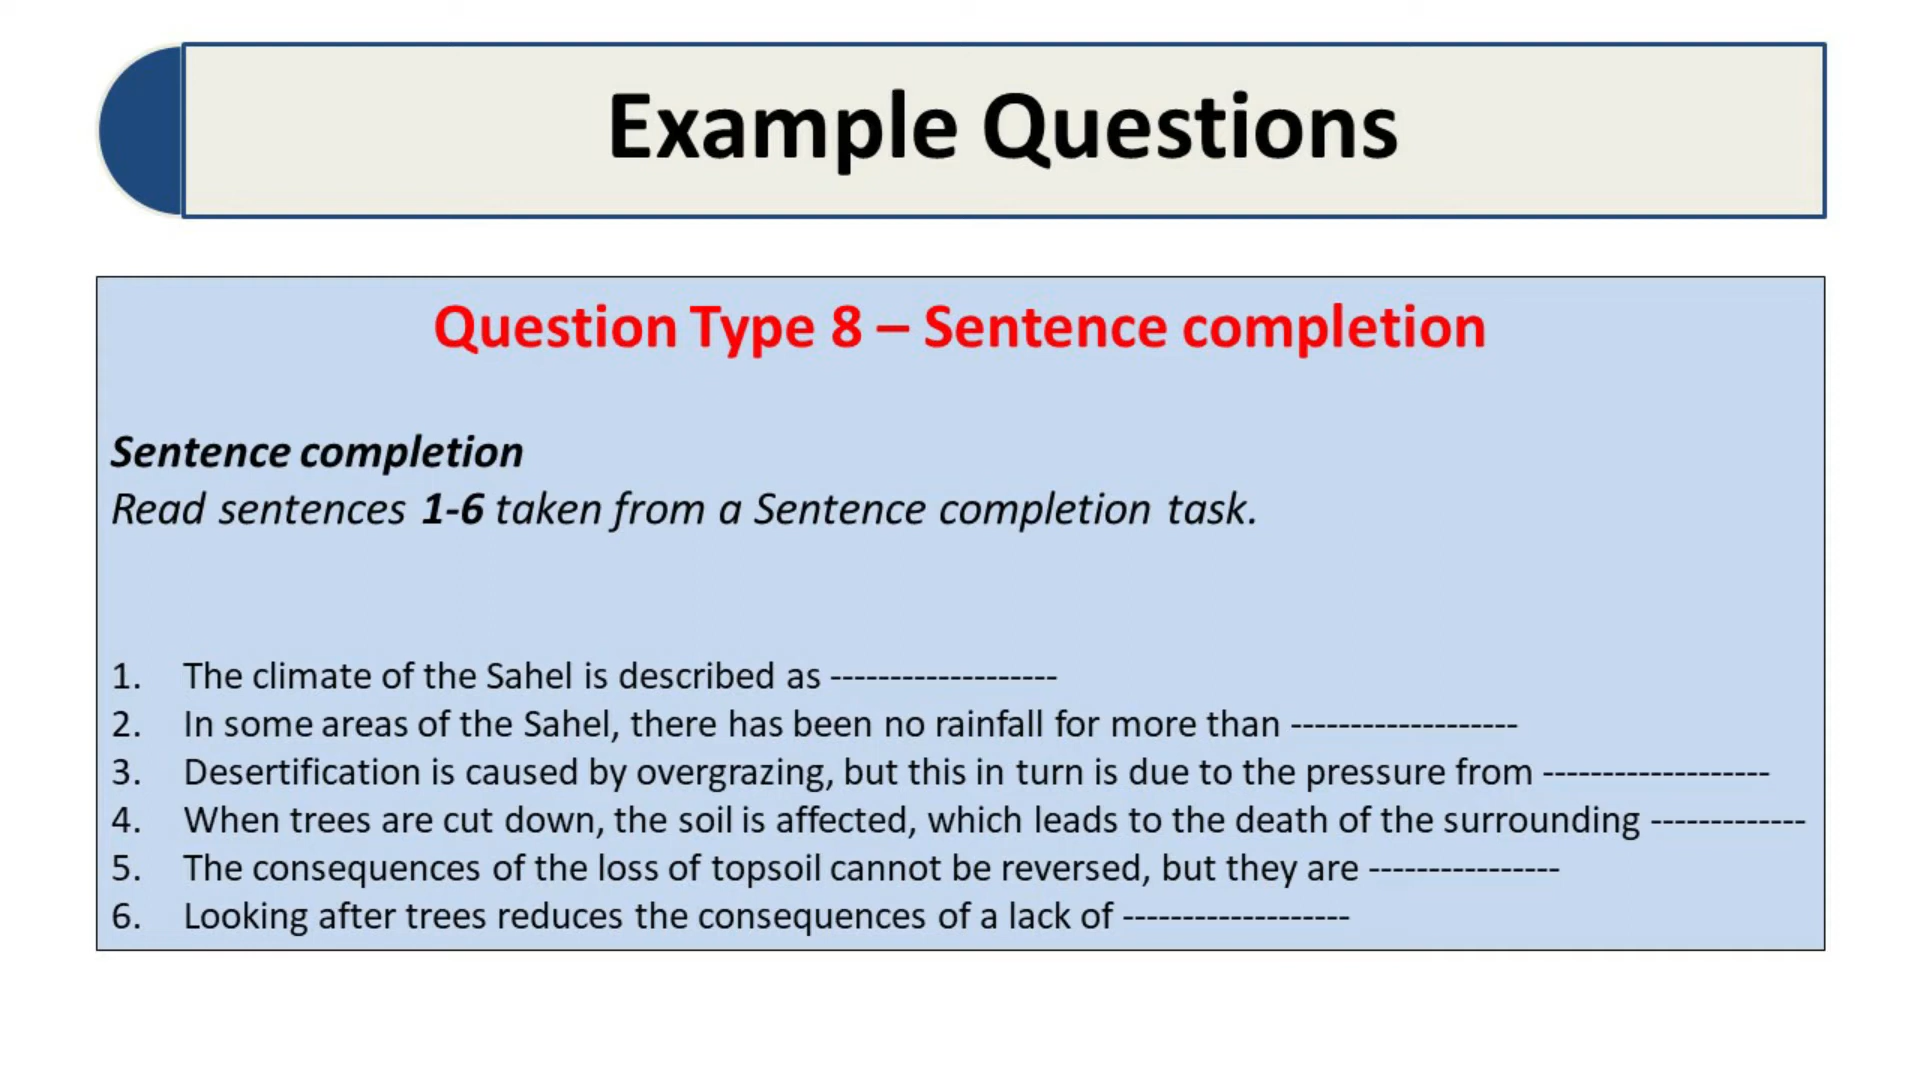 Example Questions
Question Type 8 – Sentence completion
Sentence completion
Read sentences 1-6 taken from a Sentence completion task.
1. The climate of the Sahel is described as -------------------
2. In some areas of the Sahel, there has been no rainfall for more than -------------------
3. Desertification is caused by overgrazing, but this in turn is due to the pressure from -------------------
4. When trees are cut down, the soil is affected, which leads to the death of the surrounding -------------
5. The consequences of the loss of topsoil cannot be reversed, but they are ----------------
6. Looking after trees reduces the consequences of a lack of -------------------